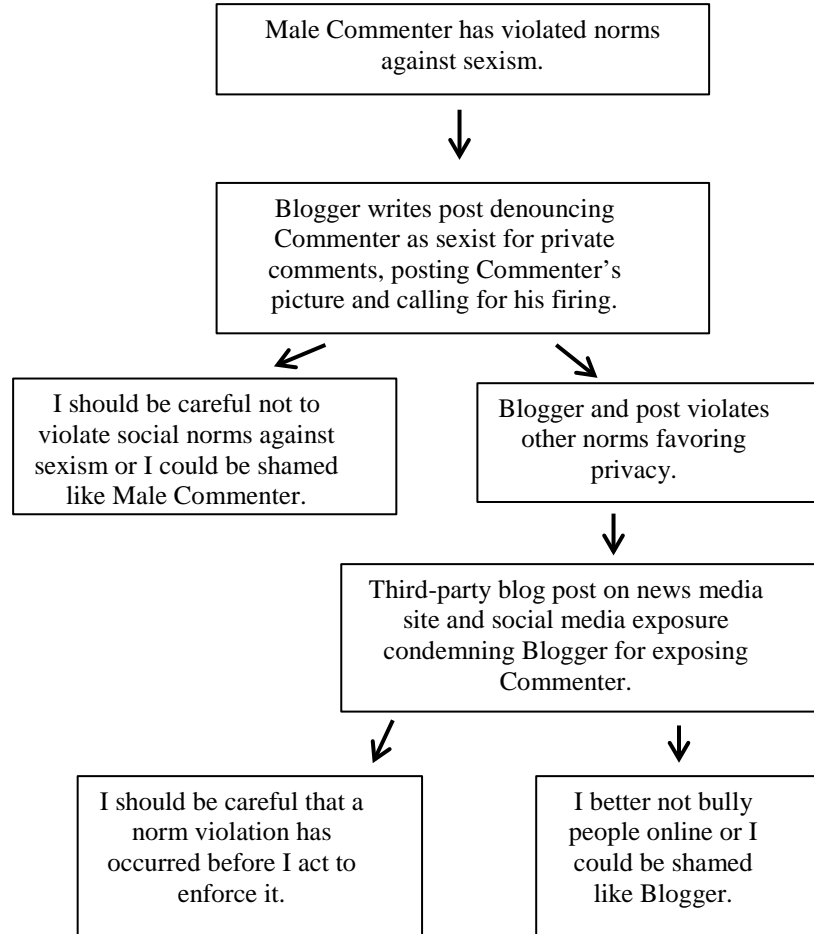 Male Commenter has violated norms
against sexism.
Blogger writes post denouncing
Commenter as sexist for private
comments, posting Commenter’s
picture and calling for his firing.
I should be careful not to
violate social norms against
sexism or I could be shamed
like Male Commenter.
Blogger and post violates
other norms favoring
privacy.
Third-party blog post on news media
site and social media exposure
condemning Blogger for exposing
Commenter.
I should be careful that a
norm violation has
occurred before I act to
enforce it.
I better not bully
people online or I
could be shamed
like Blogger.